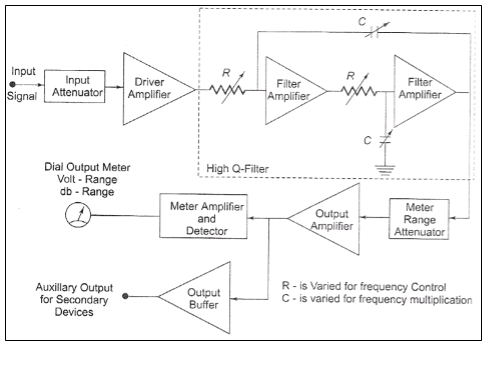 C
Input
Signal
Input
Attenuator
Driver
Amplifier
R
Filter
Amplifier
R
Filter
Amplifier
C
High Q-Filter
Dial Output Meter
Volt - Range
db - Range
Meter Amplifier
and
Detector
Output
Amplifier
Meter
Range
Attenuator
Auxillary Output
for Secondary
Devices
Output
Buffer
R - is Varied for frequency Control
C - is varied for frequency multiplication